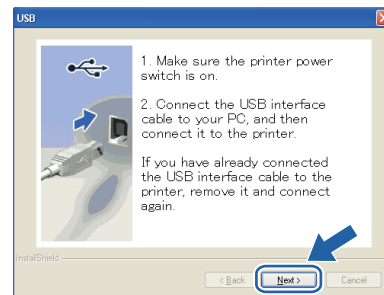 USB
1. Make sure the printer power
switch is on.
2. Connect the USB interface
cable to your PC, and then
connect it to the printer.
If you have already connected
the USB interface cable to the
printer, remove it and connect
again.
InstallShield
< Back
Next >
Cancel